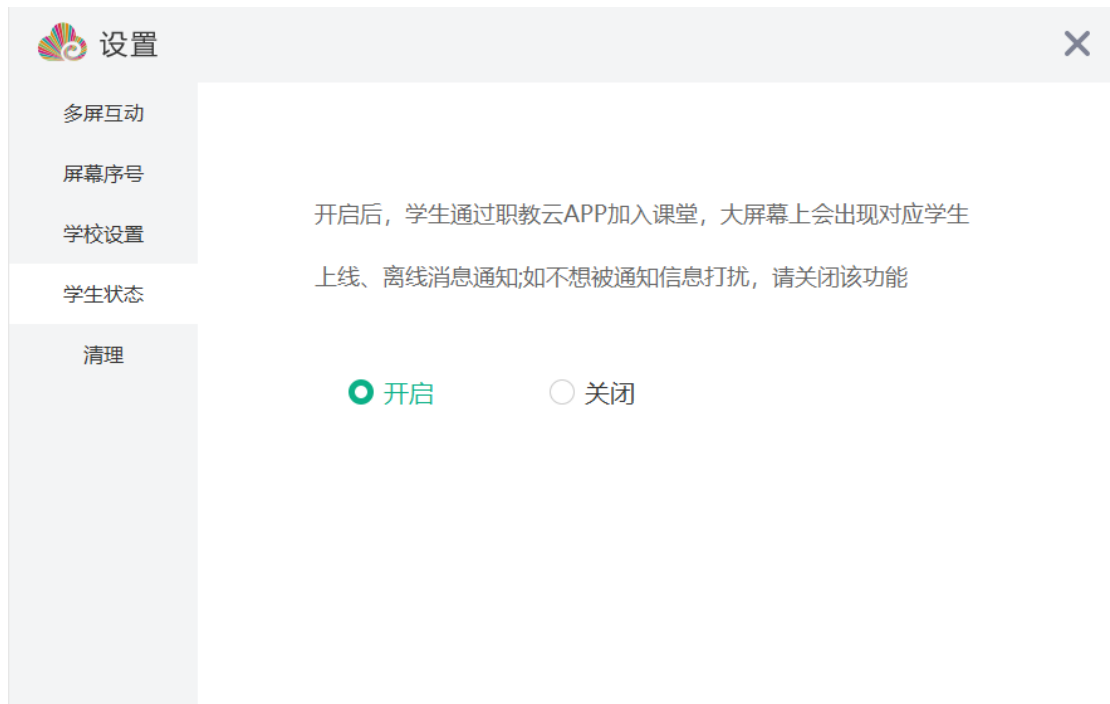 设置
多屏互动
屏幕序号
学校设置
学生状态
清理
开启后，学生通过职教云APP加入课堂，大屏幕上会出现对应学生
上线、离线消息通知;如不想被通知信息打扰，请关闭该功能
开启 关闭